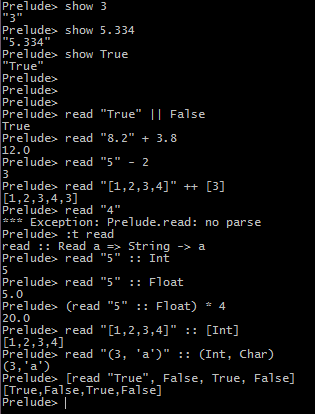 Prelude> show 3
"3"
Prelude> show 5.334
"5.334"
Prelude> show True
"True"
Prelude>
Prelude>
Prelude>
Prelude> read "True" || False
True
Prelude> read "8.2" + 3.8
12.0
Prelude> read "5" - 2
3
Prelude> read "[1,2,3,4]" ++ [3]
[1,2,3,4,3]
Prelude> read "4"
*** Exception: Prelude.read: no parse
Prelude> :t read
read :: Read a => String -> a
Prelude> read "5" :: Int
5
Prelude> read "5" :: Float
5.0
Prelude> (read "5" :: Float) * 4
20.0
Prelude> read "[1,2,3,4]" :: [Int]
[1,2,3,4]
Prelude> read "(3, 'a')" :: (Int, Char)
(3,'a')
Prelude> [read "True", False, True, False]
[True,False,True,False]
Prelude>